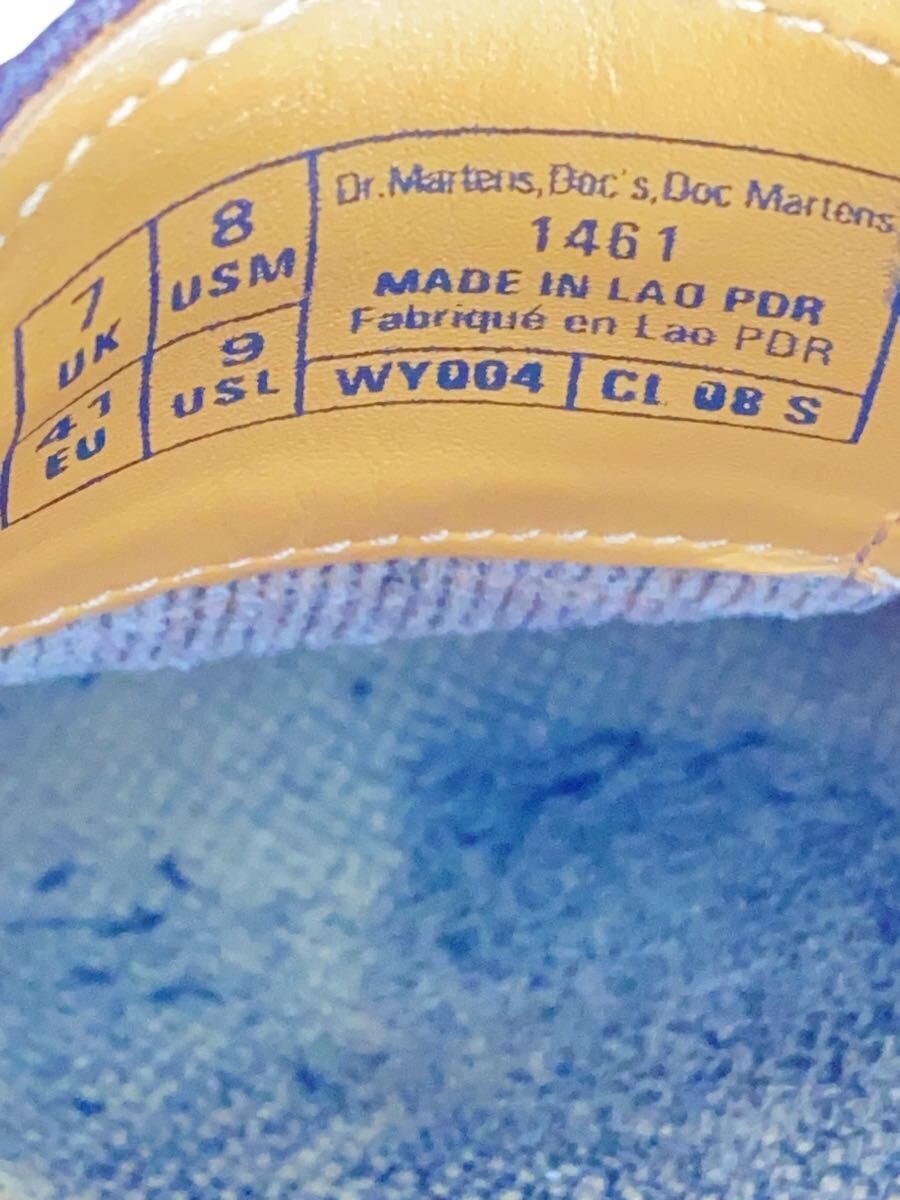 7
UK
8
USM
41
EU
9
USL
Dr.Martens,Doc's,Doc Martens
1461
MADE IN LAO PDR
Fabriqué en Lao PDR
WY004
CL 08 S